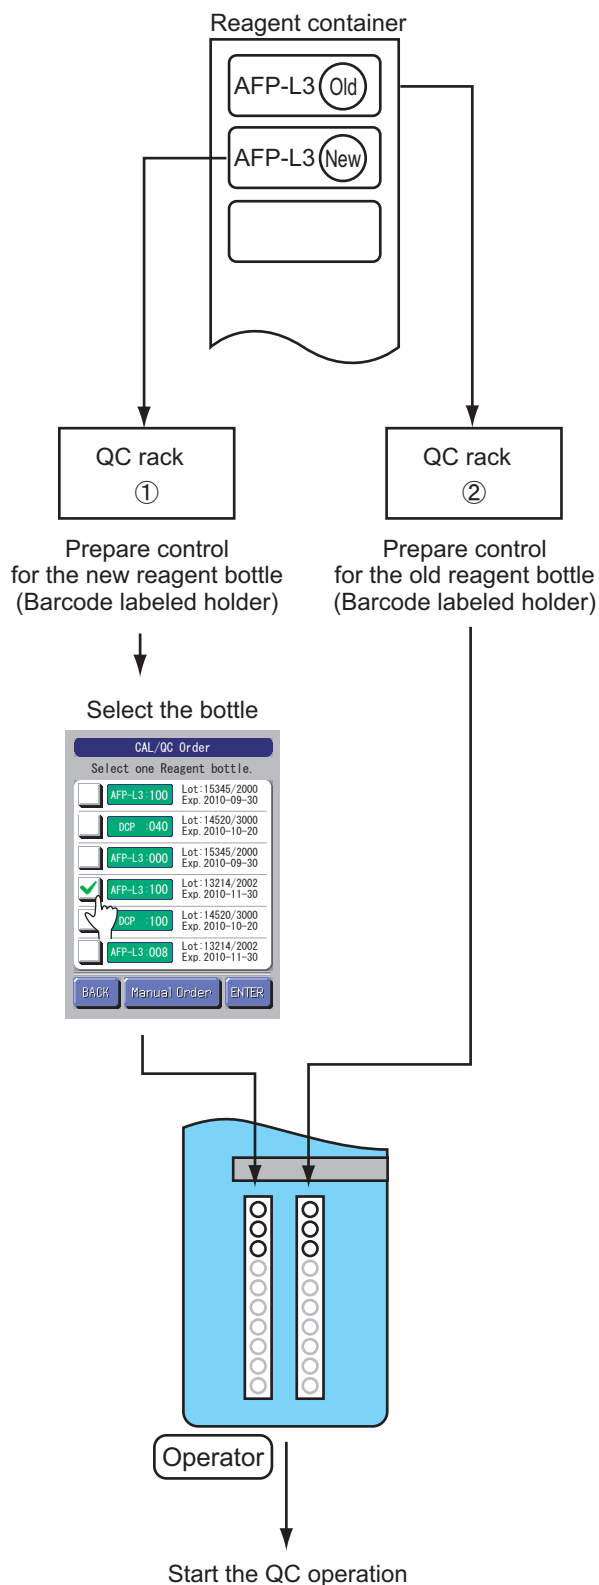 Reagent container
AFP-L3 Old
AFP-L3 New
QC rack
①
QC rack
②
Prepare control
for the new reagent bottle
(Barcode labeled holder)
Prepare control
for the old reagent bottle
(Barcode labeled holder)
Select the bottle
CAL/QC Order
Select one Reagent bottle.
AFP-L3:100 Lot:15345/2000
Exp.2010-09-30
DCP :040 Lot:14520/3000
Exp.2010-10-20
AFP-L3:000 Lot:15345/2000
Exp.2010-09-30
AFP-L3:100 Lot:13214/2002
Exp.2010-11-30
DCP :100 Lot:14520/3000
Exp.2010-10-20
AFP-L3:008 Lot:13214/2002
Exp.2010-11-30
BACK Manual Order ENTER
Operator
Start the QC operation